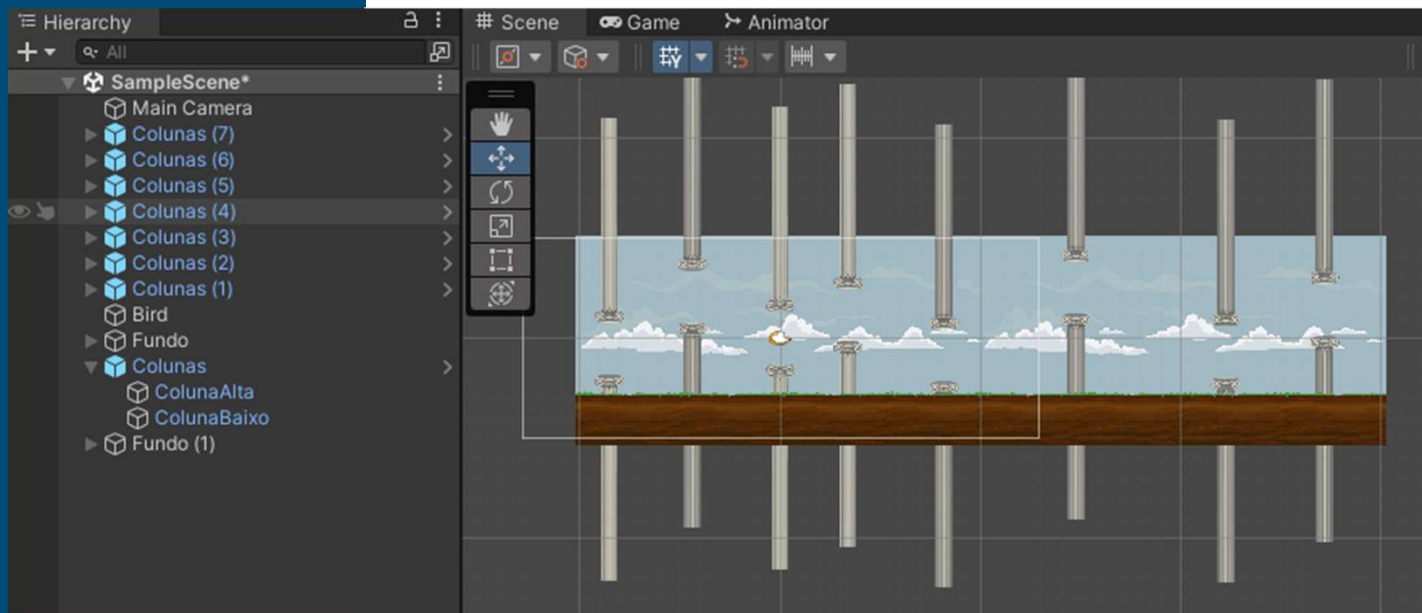 Hierarchy
All
SampleScene*
Main Camera
Colunas (7)
Colunas (6)
Colunas (5)
Colunas (4)
Colunas (3)
Colunas (2)
Colunas (1)
Bird
Fundo
Colunas
ColunaAlta
ColunaBaixo
Fundo (1)
Scene Game Animator